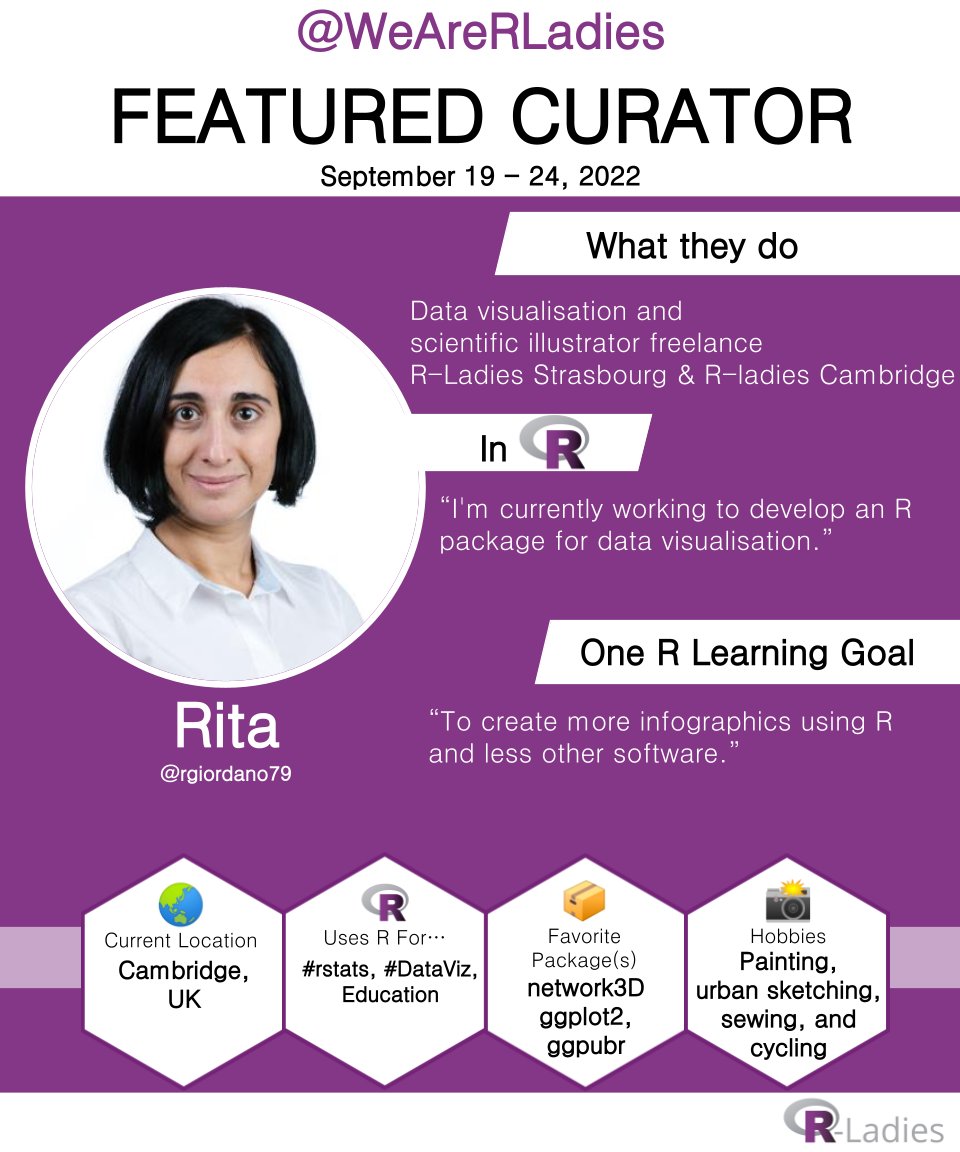 @WeAreRLadies
FEATURED CURATOR
September 19 – 24, 2022
What they do
Data visualisation and
scientific illustrator freelance
R-Ladies Strasbourg & R-ladies Cambridge
In R
“I'm currently working to develop an R
package for data visualisation.”
One R Learning Goal
“To create more infographics using R
and less other software.”
Rita
@rgiordano79
Current Location
Cambridge,
UK
R
Uses R For…
#rstats, #DataViz,
Education
Favorite
Package(s)
network3D
ggplot2,
ggpubr
Hobbies
Painting,
urban sketching,
sewing, and
cycling
R-Ladies